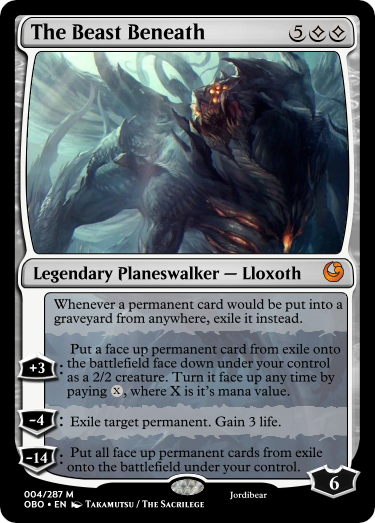 The Beast Beneath 5
Legendary Planeswalker — Lloxoth
Whenever a permanent card would be put into a
graveyard from anywhere, exile it instead.
+3: Put a face up permanent card from exile onto
the battlefield face down under your control
as a 2/2 creature. Turn it face up any time by
paying X, where X is it's mana value.
-4: Exile target permanent. Gain 3 life.
-14: Put all face up permanent cards from exile
onto the battlefield under your control.
6
004/287 M
OBO • EN Takamutsu / The Sacrilege
Jordibear